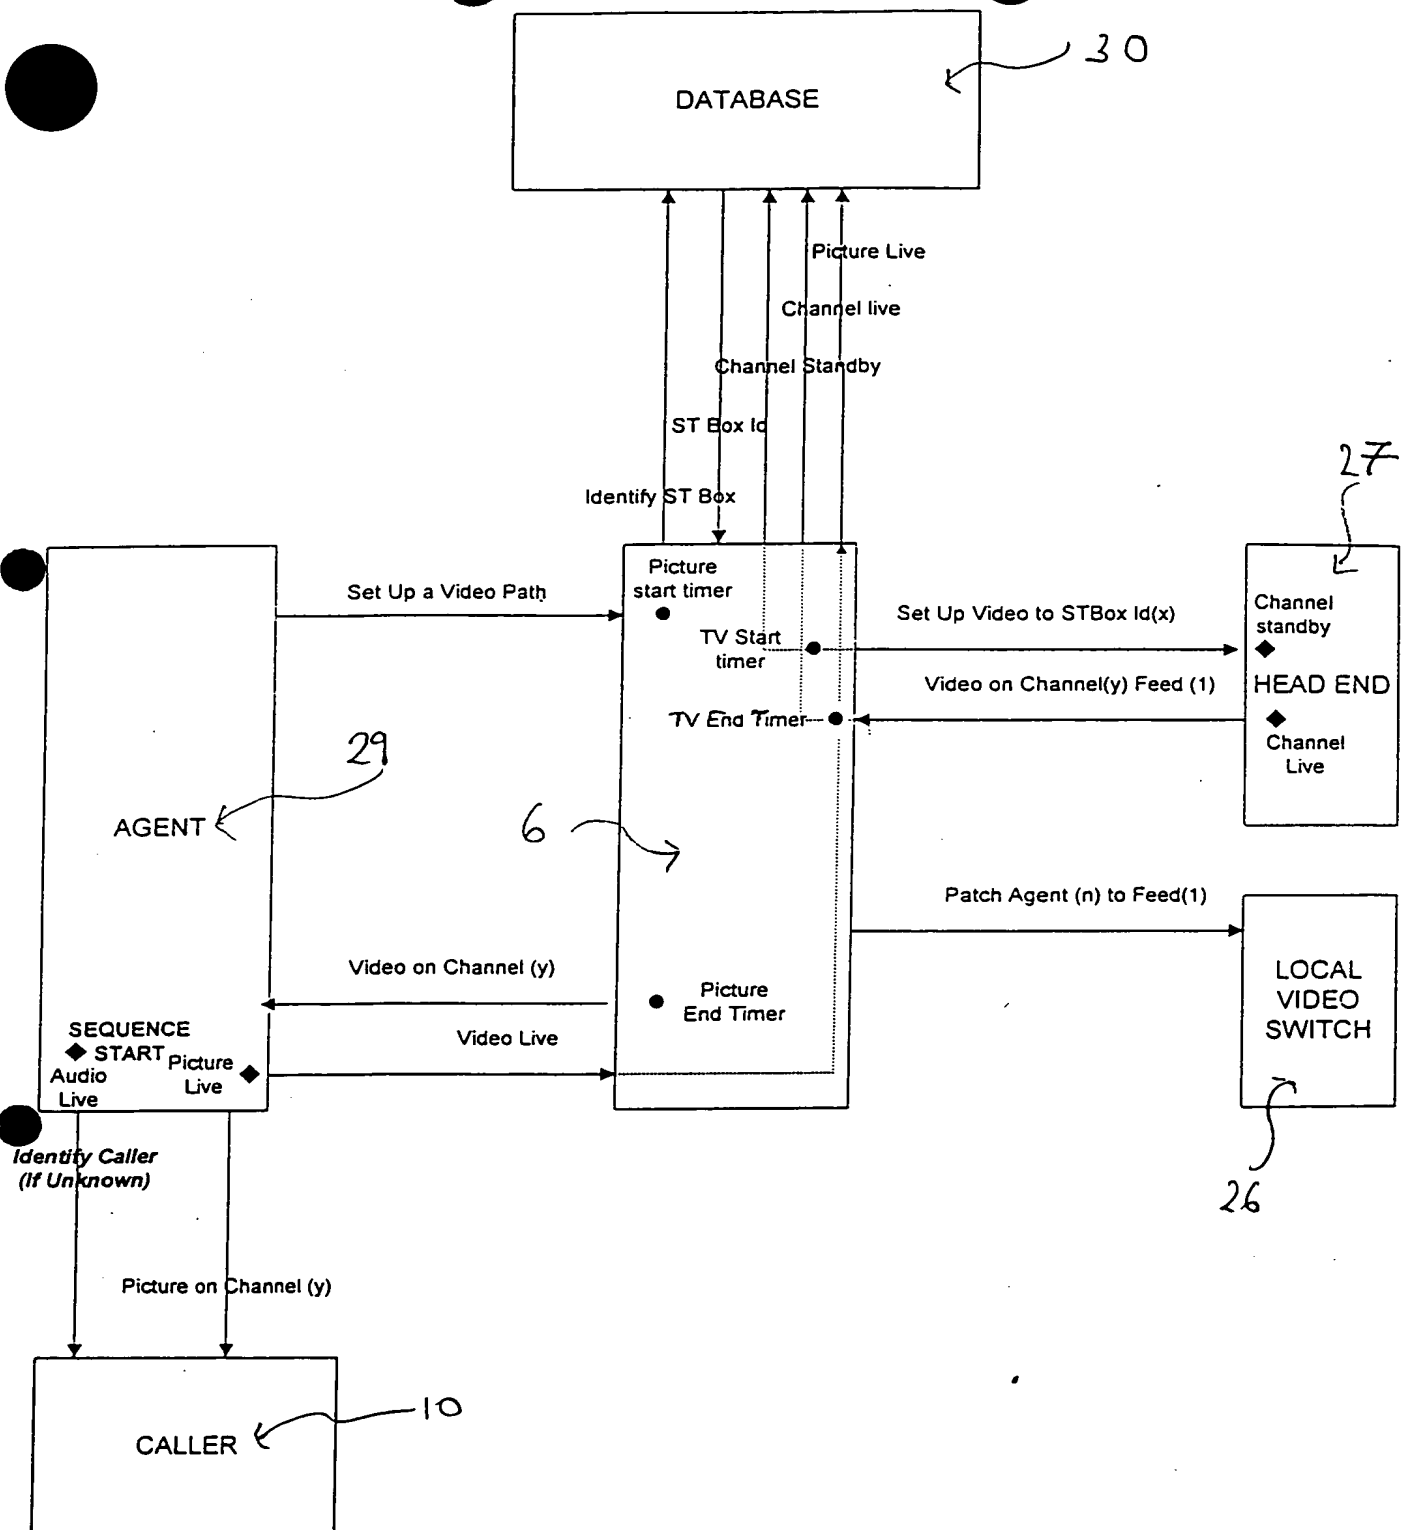 30
DATABASE
Picture Live
Channel live
Channel Standby
ST Box Id
Identify ST Box
27
Picture
start timer
Set Up a Video Path
Set Up Video to STBox Id(x)
Channel
standby
TV Start
timer
Video on Channel(y) Feed (1)
HEAD END
TV End Timer
Channel
Live
29
AGENT
6
Patch Agent (n) to Feed(1)
LOCAL
VIDEO
SWITCH
Video on Channel (y)
Picture
End Timer
SEQUENCE
START
Video Live
Picture
Live
Audio
Live
Identify Caller
(If Unknown)
26
Picture on Channel (y)
10
CALLER